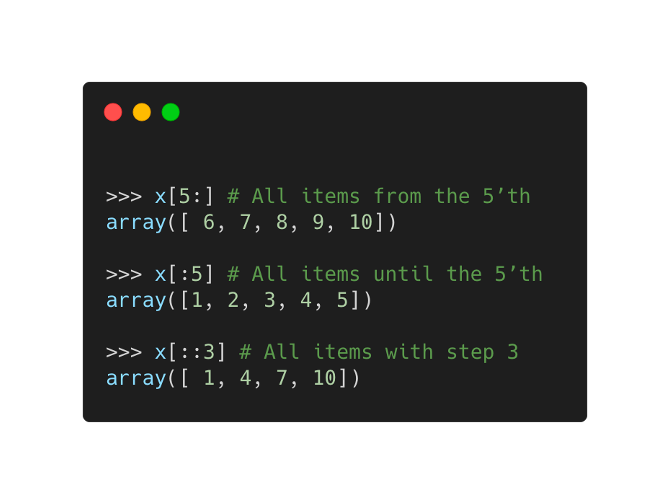 >>> x[5:] # All items from the 5’th
array([ 6, 7, 8, 9, 10])
>>> x[:5] # All items until the 5’th
array([1, 2, 3, 4, 5])
>>> x[::3] # All items with step 3
array([ 1, 4, 7, 10])